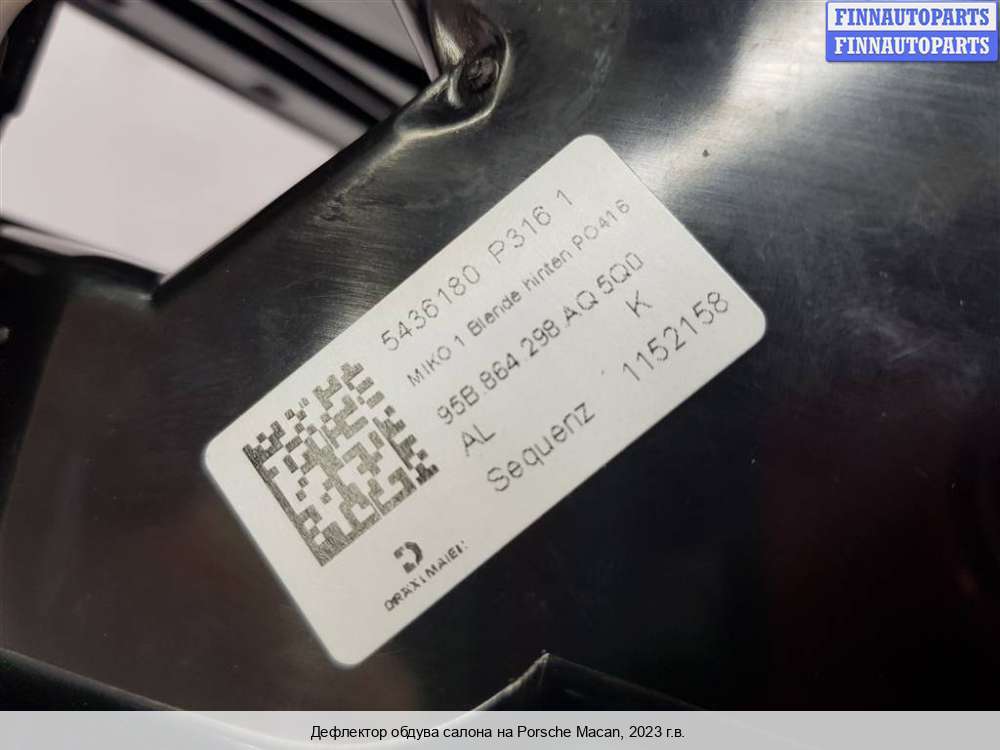 FINNAUTOPARTS
FINNAUTOPARTS
5436180 P316 1
MIKO 1 Blende hinten PO416
95B.864.298.AQ 5Q0
AL K
Sequenz 1152158
DRÄXLMAIER
Дефлектор обдува салона на Porsche Macan, 2023 г.в.